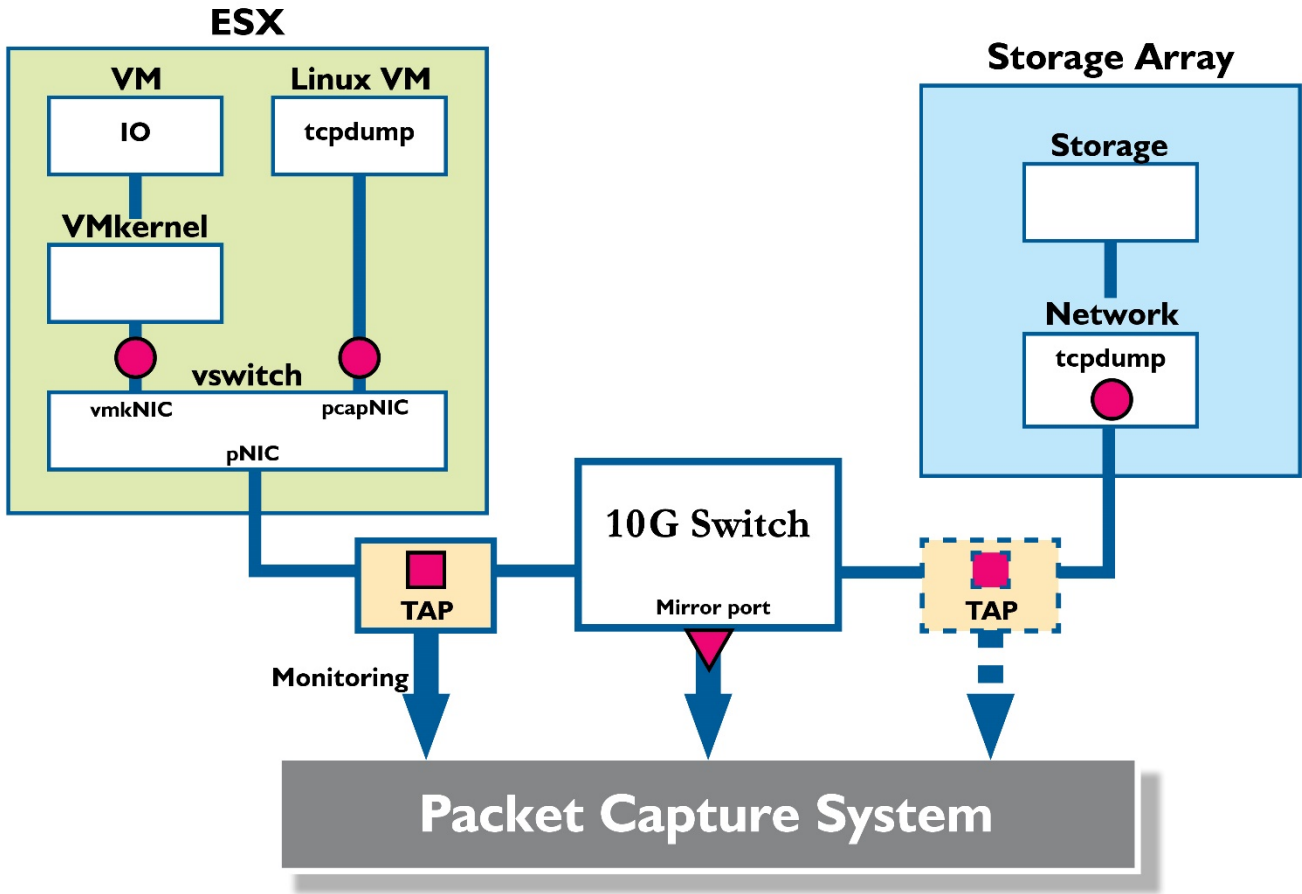 ESX
VM
Linux VM
IO
tcpdump
VMkernel
vswitch
vmkNIC
pcapNIC
pNIC
Storage Array
Storage
Network
tcpdump
10G Switch
Mirror port
TAP
TAP
Monitoring
Packet Capture System